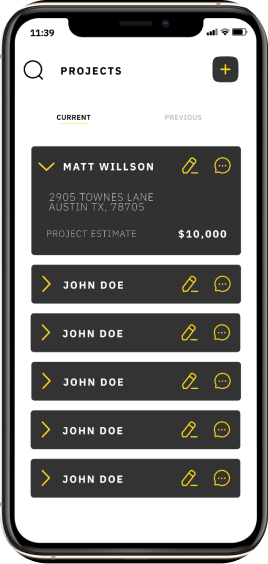 11:39
PROJECTS
CURRENT PREVIOUS
MATT WILLSON
2905 TOWNES LANE
AUSTIN TX, 78705
PROJECT ESTIMATE $10,000
JOHN DOE
JOHN DOE
JOHN DOE
JOHN DOE
JOHN DOE